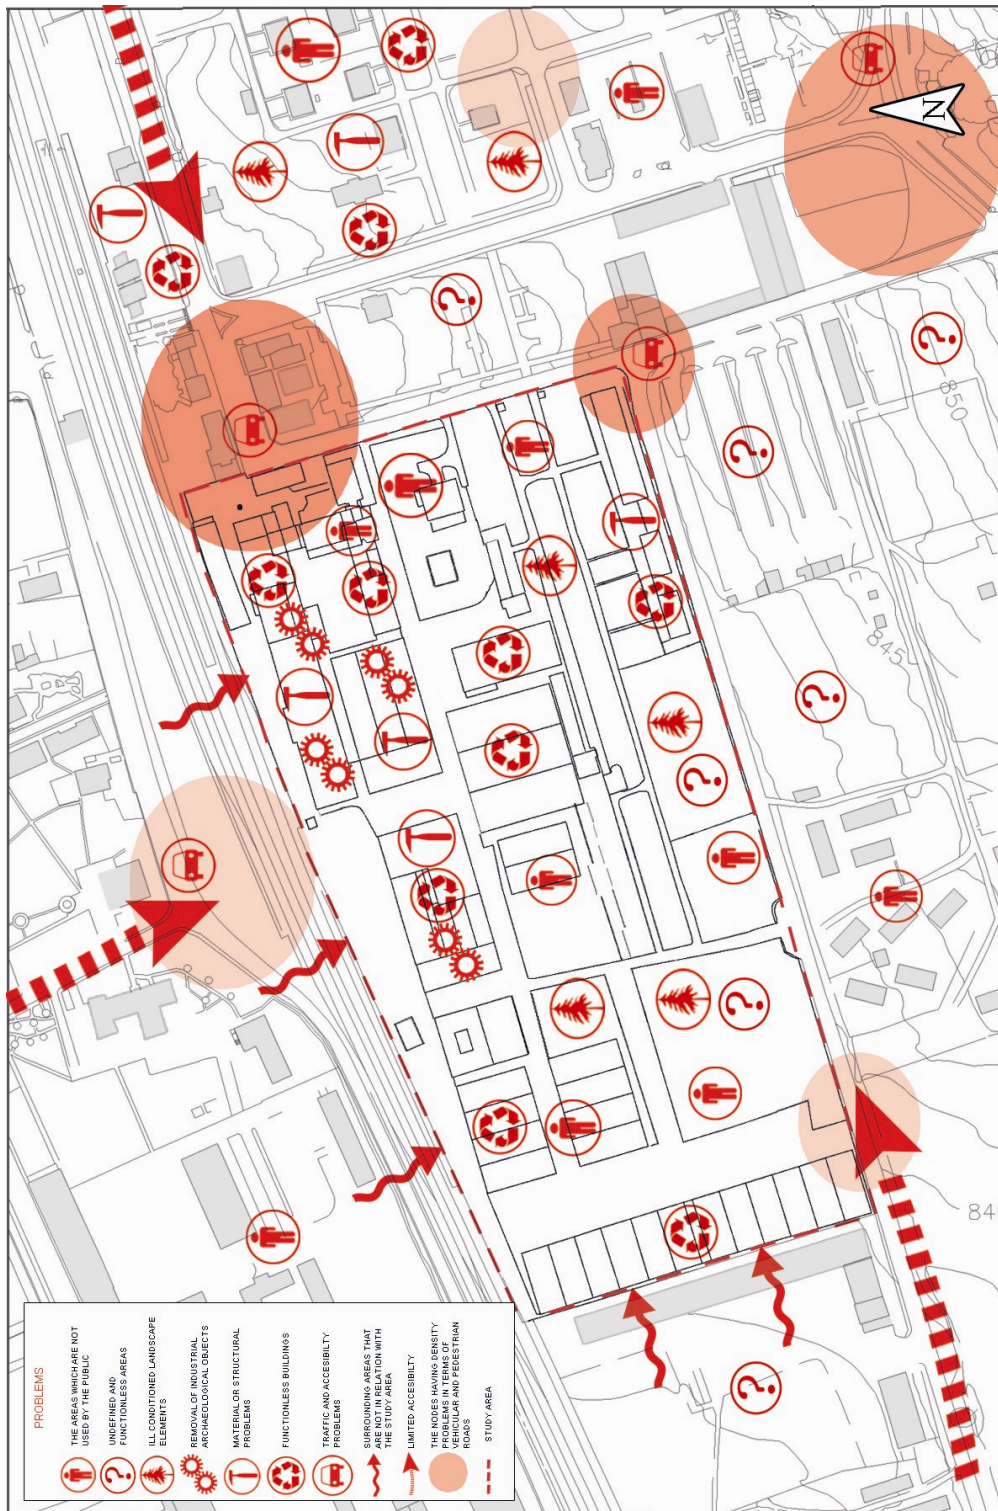 PROBLEMS
THE AREAS WHICH ARE NOT
USED BY THE PUBLIC
UNDEFINED AND
FUNCTIONLESS AREAS
ILL CONDITIONED LANDSCAPE
ELEMENTS
REMOVAL OF INDUSTRIAL
ARCHAEOLOGICAL OBJECTS
MATERIAL OR STRUCTURAL
PROBLEMS
FUNCTIONLESS BUILDINGS
TRAFFIC AND ACCESIBILTY
PROBLEMS
SURROUNDING AREAS THAT
ARE NOT IN RELATION WITH
THE STUDY AREA
LIMITED ACCESIBILTY
THE NODES HAVING DENSITY
PROBLEMS IN TERMS OF
VEHICULAR AND PEDESTRIAN
ROADS
STUDY AREA
N
850
845